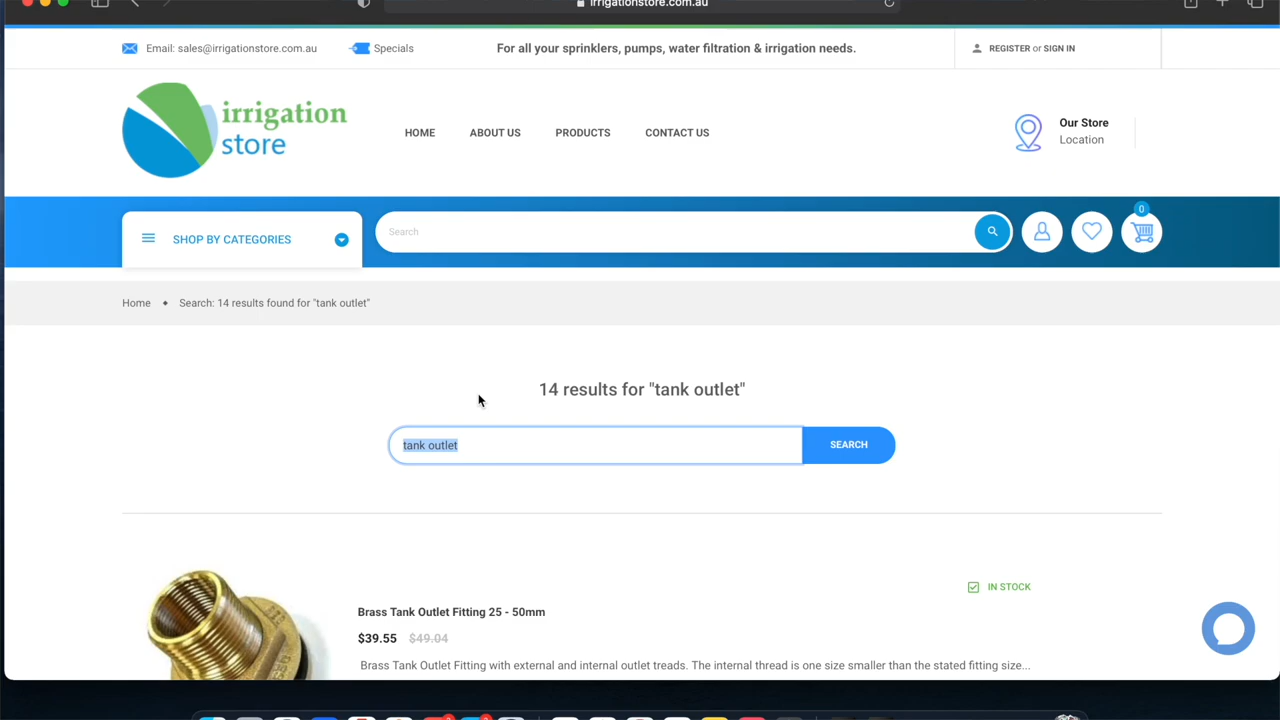 irrigationstore.com.au
Email: sales@irrigationstore.com.au
Specials
For all your sprinklers, pumps, water filtration & irrigation needs.
REGISTER or SIGN IN
irrigation
store
HOME
ABOUT US
PRODUCTS
CONTACT US
Our Store
Location
SHOP BY CATEGORIES
Search
0
Home • Search: 14 results found for "tank outlet"
14 results for "tank outlet"
tank outlet
SEARCH
IN STOCK
Brass Tank Outlet Fitting 25 - 50mm
$39.55 $49.04
Brass Tank Outlet Fitting with external and internal outlet treads. The internal thread is one size smaller than the stated fitting size...